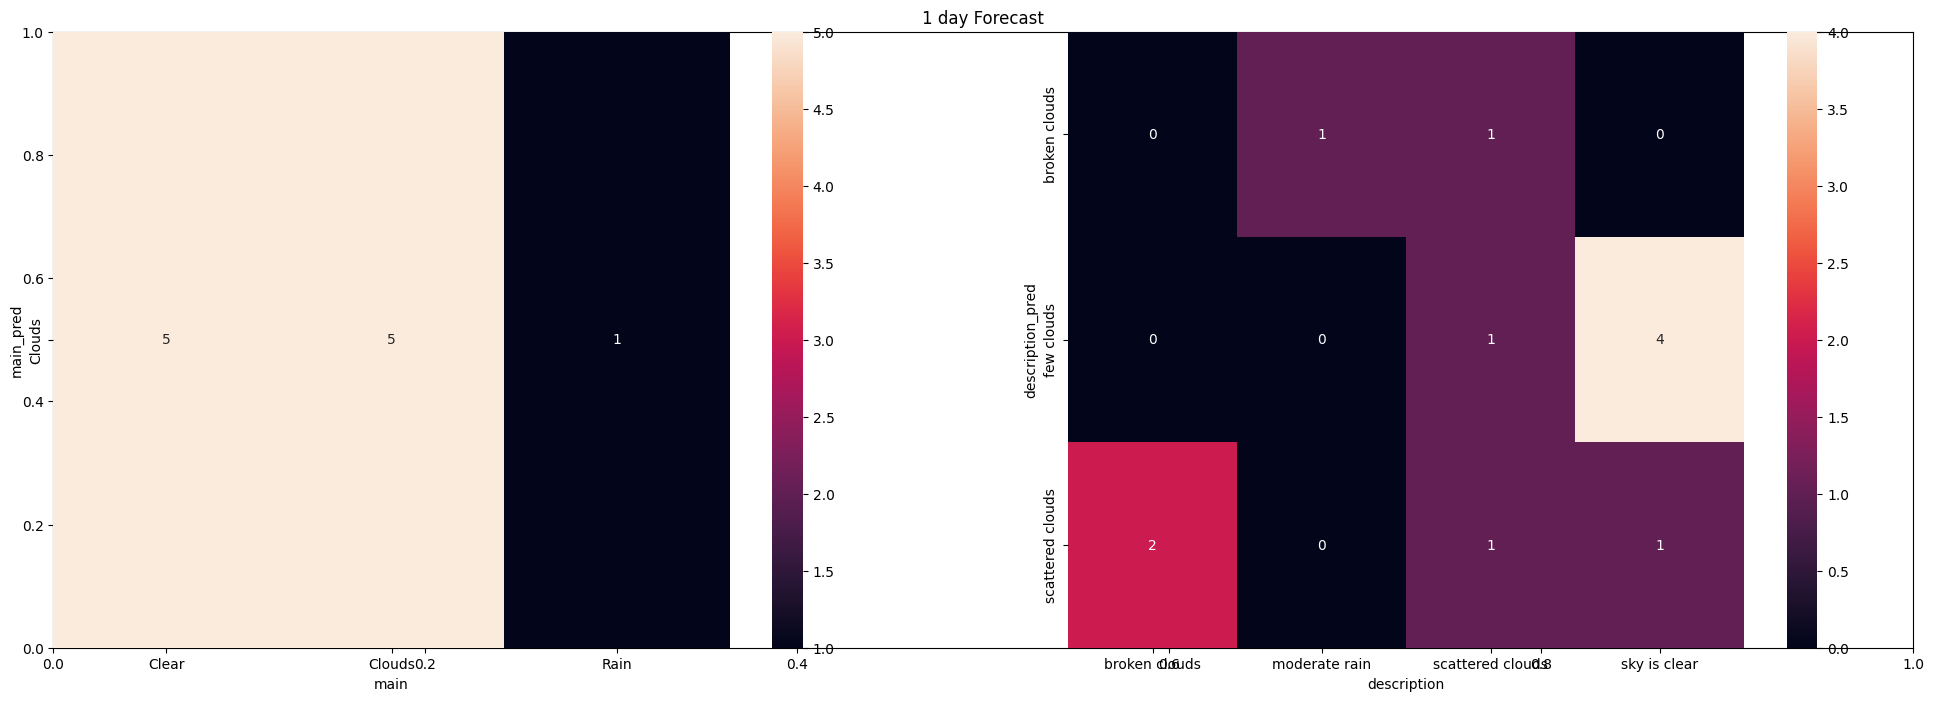 1 day Forecast
1.0
0.8
0.6
0.4
0.2
0.0
main_pred
Clouds
5 5 1
0.0 Clear Clouds 0.2 Rain 0.4
main
5.0
4.5
4.0
3.5
3.0
2.5
2.0
1.5
1.0
description_pred
broken clouds
few clouds
scattered clouds
0 1 1 0
0 0 1 4
2 0 1 1
broken clouds 0.6 moderate rain scattered clouds 0.8 sky is clear 1.0
description
4.0
3.5
3.0
2.5
2.0
1.5
1.0
0.5
0.0